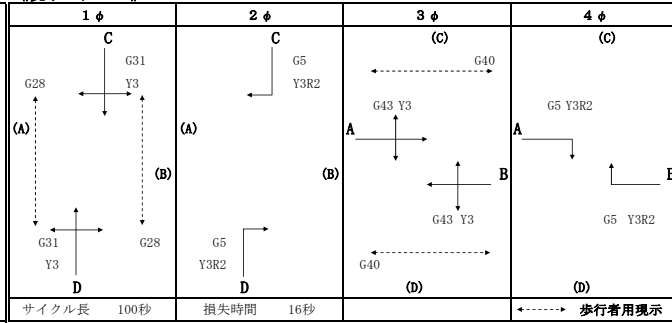 1 φ
C
G31
Y3
G28
(A)
(B)
G31
Y3
G28
D
2 φ
C
G5
Y3R2
(A)
(B)
G5
Y3R2
D
3 φ
(C)
G40
G43 Y3
A
B
G43 Y3
G40
(D)
4 φ
(C)
G5 Y3R2
A
G5 Y3R2
(D)
サイクル長 100秒
損失時間 16秒
歩行者用現示